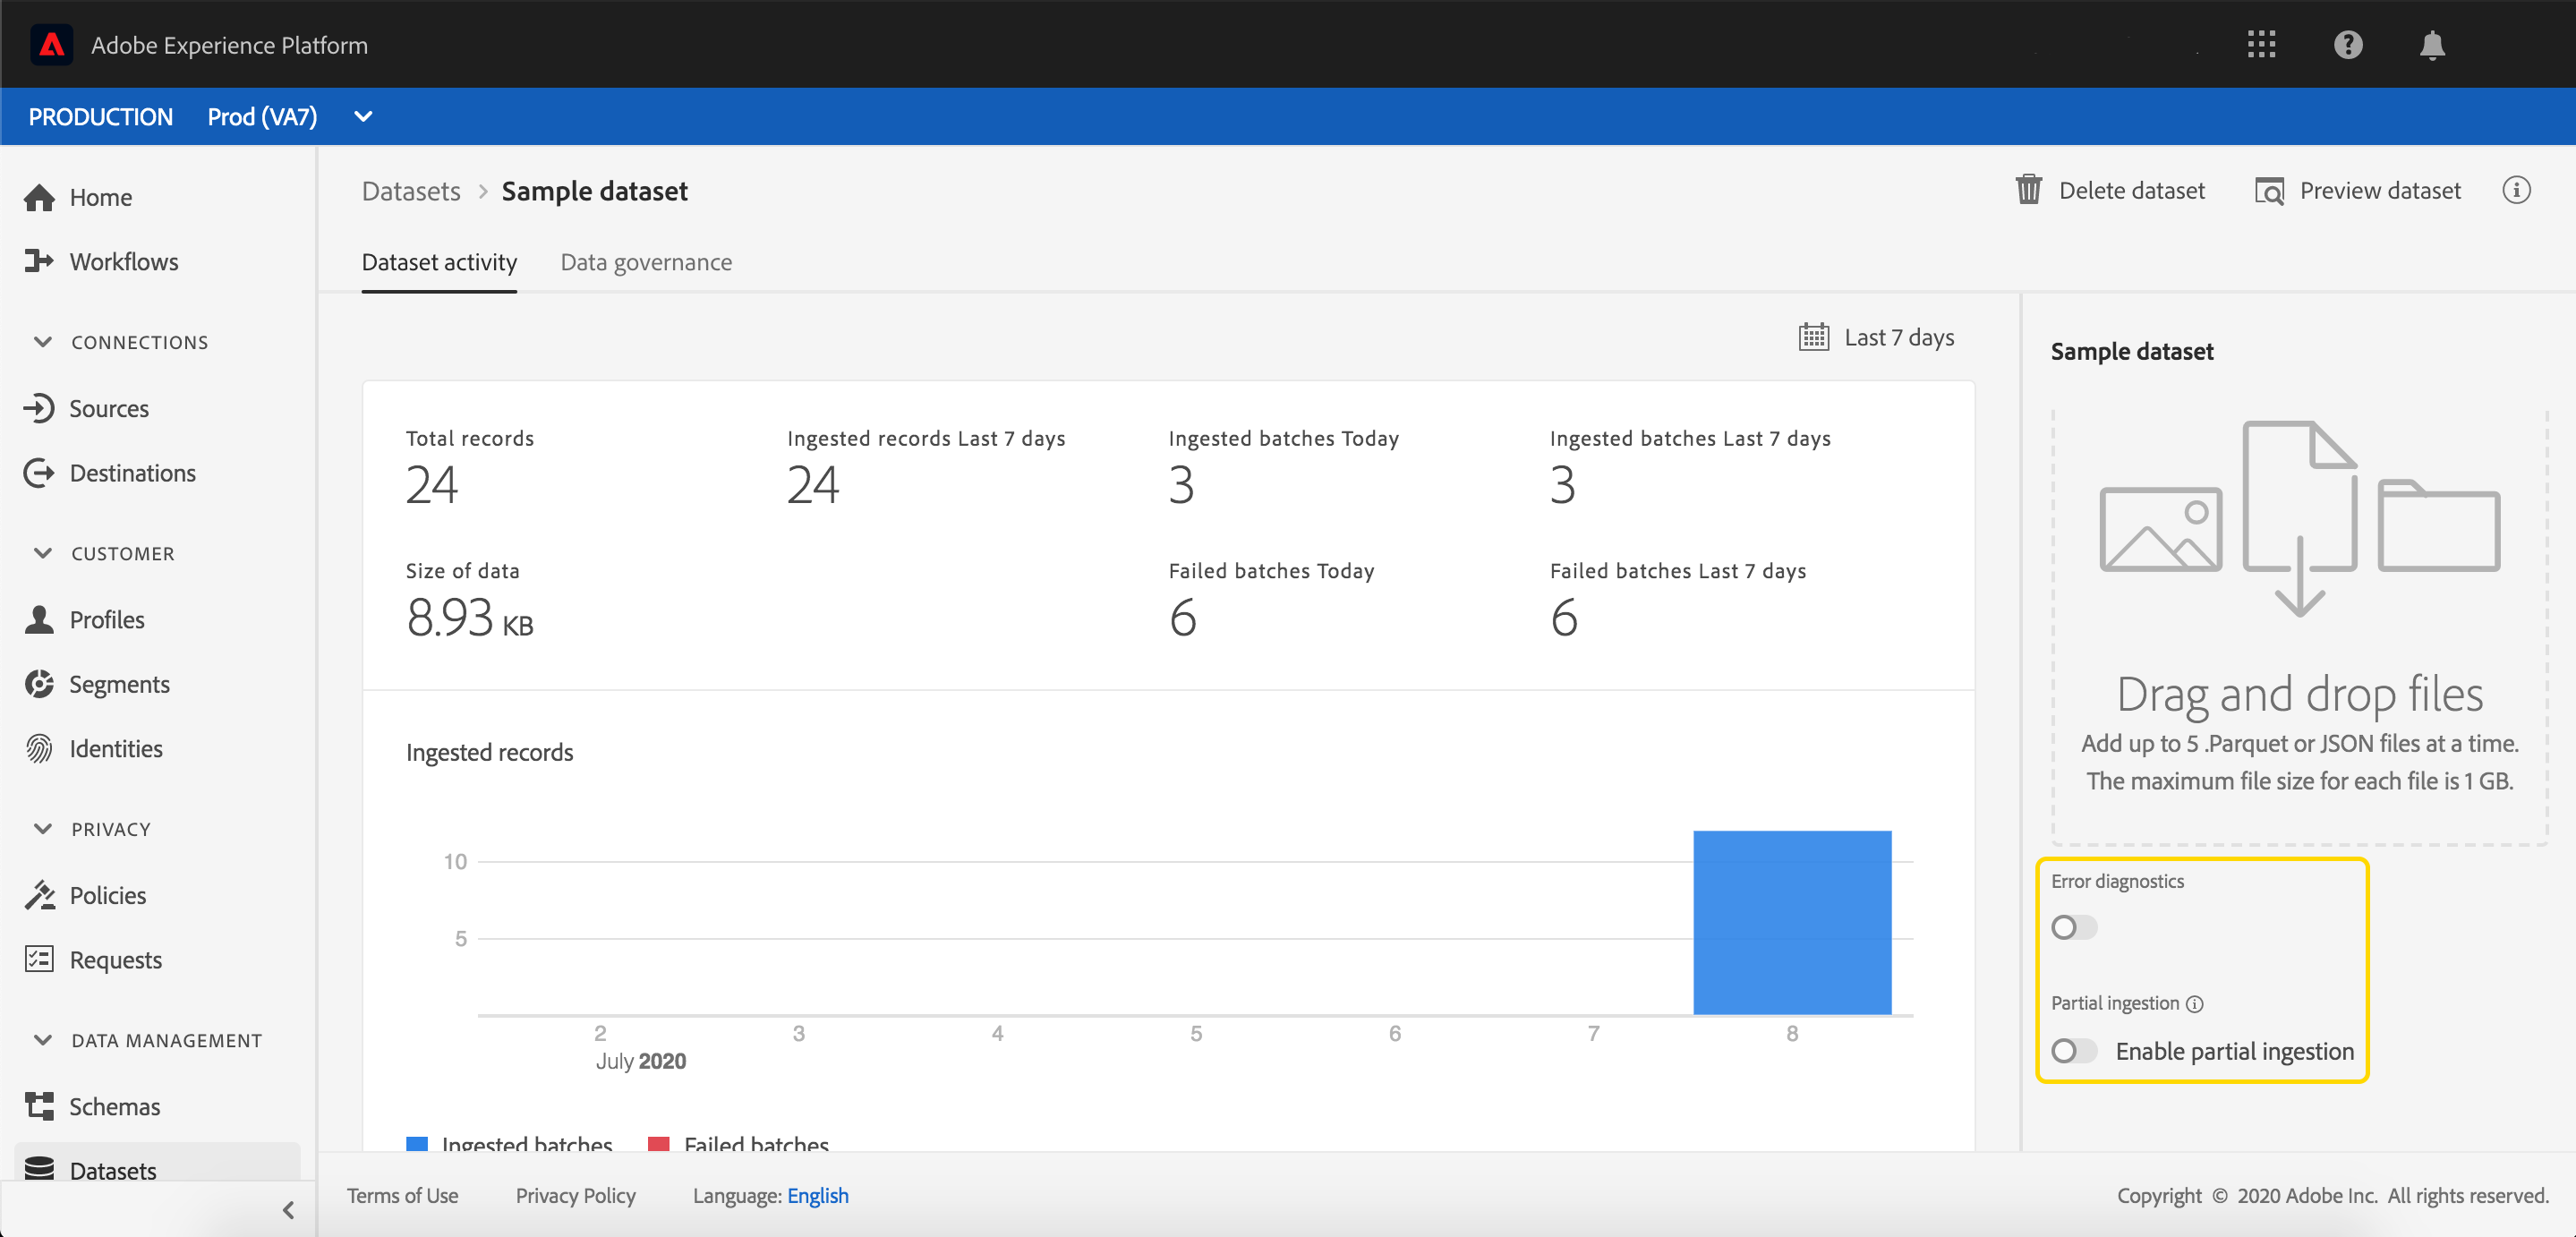 Adobe Experience Platform
PRODUCTION Prod (VA7)
Home
Workflows
CONNECTIONS
Sources
Destinations
CUSTOMER
Profiles
Segments
Identities
PRIVACY
Policies
Requests
DATA MANAGEMENT
Schemas
Datasets
Datasets > Sample dataset
Delete dataset
Preview dataset
Dataset activity
Data governance
Last 7 days
Total records
24
Ingested records Last 7 days
24
Ingested batches Today
3
Ingested batches Last 7 days
3
Size of data
8.93 KB
Failed batches Today
6
Failed batches Last 7 days
6
Ingested records
10
5
2 3 4 5 6 7 8
July 2020
Ingested batches Failed batches
Sample dataset
Drag and drop files
Add up to 5 .Parquet or JSON files at a time.
The maximum file size for each file is 1 GB.
Error diagnostics
Partial ingestion
Enable partial ingestion
Terms of Use Privacy Policy Language: English
Copyright © 2020 Adobe Inc. All rights reserved.